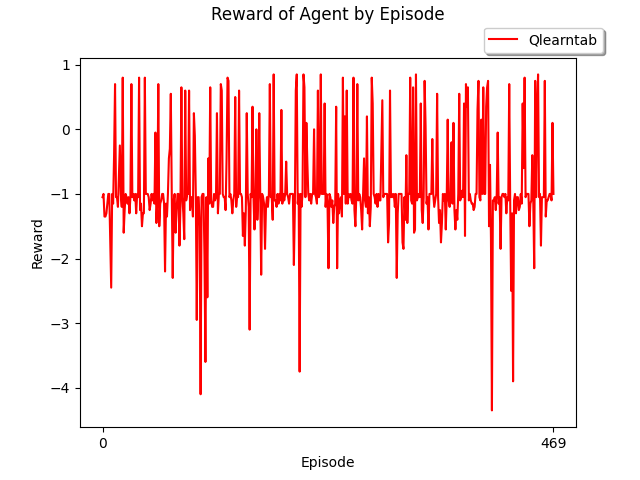 Reward of Agent by Episode
Qlearntab
1
0
−1
−2
−3
−4
Reward
0
469
Episode